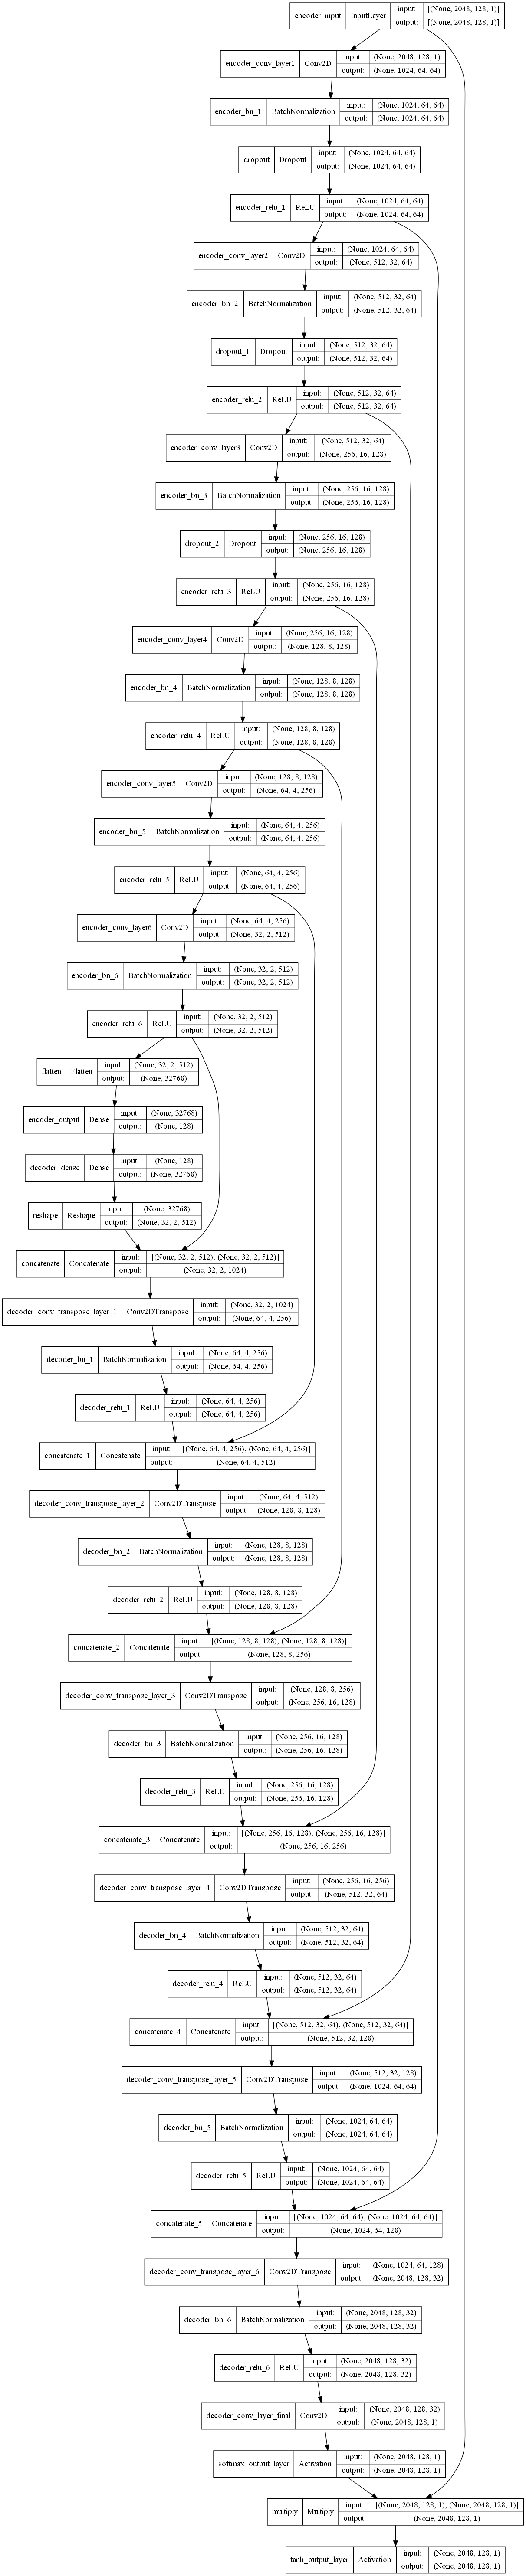 encoder_input InputLayer input: [(None, 2048, 128, 1)]
output: [(None, 2048, 128, 1)]
encoder_conv_layer1 Conv2D input: (None, 2048, 128, 1)
output: (None, 1024, 64, 64)
encoder_bn_1 BatchNormalization input: (None, 1024, 64, 64)
output: (None, 1024, 64, 64)
dropout Dropout input: (None, 1024, 64, 64)
output: (None, 1024, 64, 64)
encoder_relu_1 ReLU input: (None, 1024, 64, 64)
output: (None, 1024, 64, 64)
encoder_conv_layer2 Conv2D input: (None, 1024, 64, 64)
output: (None, 512, 32, 64)
encoder_bn_2 BatchNormalization input: (None, 512, 32, 64)
output: (None, 512, 32, 64)
dropout_1 Dropout input: (None, 512, 32, 64)
output: (None, 512, 32, 64)
encoder_relu_2 ReLU input: (None, 512, 32, 64)
output: (None, 512, 32, 64)
encoder_conv_layer3 Conv2D input: (None, 512, 32, 64)
output: (None, 256, 16, 128)
encoder_bn_3 BatchNormalization input: (None, 256, 16, 128)
output: (None, 256, 16, 128)
dropout_2 Dropout input: (None, 256, 16, 128)
output: (None, 256, 16, 128)
encoder_relu_3 ReLU input: (None, 256, 16, 128)
output: (None, 256, 16, 128)
encoder_conv_layer4 Conv2D input: (None, 256, 16, 128)
output: (None, 128, 8, 128)
encoder_bn_4 BatchNormalization input: (None, 128, 8, 128)
output: (None, 128, 8, 128)
encoder_relu_4 ReLU input: (None, 128, 8, 128)
output: (None, 128, 8, 128)
encoder_conv_layer5 Conv2D input: (None, 128, 8, 128)
output: (None, 64, 4, 256)
encoder_bn_5 BatchNormalization input: (None, 64, 4, 256)
output: (None, 64, 4, 256)
encoder_relu_5 ReLU input: (None, 64, 4, 256)
output: (None, 64, 4, 256)
encoder_conv_layer6 Conv2D input: (None, 64, 4, 256)
output: (None, 32, 2, 512)
encoder_bn_6 BatchNormalization input: (None, 32, 2, 512)
output: (None, 32, 2, 512)
encoder_relu_6 ReLU input: (None, 32, 2, 512)
output: (None, 32, 2, 512)
flatten Flatten input: (None, 32, 2, 512)
output: (None, 32768)
encoder_output Dense input: (None, 32768)
output: (None, 128)
decoder_dense Dense input: (None, 128)
output: (None, 32768)
reshape Reshape input: (None, 32768)
output: (None, 32, 2, 512)
concatenate Concatenate input: [(None, 32, 2, 512), (None, 32, 2, 512)]
output: (None, 32, 2, 1024)
decoder_conv_transpose_layer_1 Conv2DTranspose input: (None, 32, 2, 1024)
output: (None, 64, 4, 256)
decoder_bn_1 BatchNormalization input: (None, 64, 4, 256)
output: (None, 64, 4, 256)
decoder_relu_1 ReLU input: (None, 64, 4, 256)
output: (None, 64, 4, 256)
concatenate_1 Concatenate input: [(None, 64, 4, 256), (None, 64, 4, 256)]
output: (None, 64, 4, 512)
decoder_conv_transpose_layer_2 Conv2DTranspose input: (None, 64, 4, 512)
output: (None, 128, 8, 128)
decoder_bn_2 BatchNormalization input: (None, 128, 8, 128)
output: (None, 128, 8, 128)
decoder_relu_2 ReLU input: (None, 128, 8, 128)
output: (None, 128, 8, 128)
concatenate_2 Concatenate input: [(None, 128, 8, 128), (None, 128, 8, 128)]
output: (None, 128, 8, 256)
decoder_conv_transpose_layer_3 Conv2DTranspose input: (None, 128, 8, 256)
output: (None, 256, 16, 128)
decoder_bn_3 BatchNormalization input: (None, 256, 16, 128)
output: (None, 256, 16, 128)
decoder_relu_3 ReLU input: (None, 256, 16, 128)
output: (None, 256, 16, 128)
concatenate_3 Concatenate input: [(None, 256, 16, 128), (None, 256, 16, 128)]
output: (None, 256, 16, 256)
decoder_conv_transpose_layer_4 Conv2DTranspose input: (None, 256, 16, 256)
output: (None, 512, 32, 64)
decoder_bn_4 BatchNormalization input: (None, 512, 32, 64)
output: (None, 512, 32, 64)
decoder_relu_4 ReLU input: (None, 512, 32, 64)
output: (None, 512, 32, 64)
concatenate_4 Concatenate input: [(None, 512, 32, 64), (None, 512, 32, 64)]
output: (None, 512, 32, 128)
decoder_conv_transpose_layer_5 Conv2DTranspose input: (None, 512, 32, 128)
output: (None, 1024, 64, 64)
decoder_bn_5 BatchNormalization input: (None, 1024, 64, 64)
output: (None, 1024, 64, 64)
decoder_relu_5 ReLU input: (None, 1024, 64, 64)
output: (None, 1024, 64, 64)
concatenate_5 Concatenate input: [(None, 1024, 64, 64), (None, 1024, 64, 64)]
output: (None, 1024, 64, 128)
decoder_conv_transpose_layer_6 Conv2DTranspose input: (None, 1024, 64, 128)
output: (None, 2048, 128, 32)
decoder_bn_6 BatchNormalization input: (None, 2048, 128, 32)
output: (None, 2048, 128, 32)
decoder_relu_6 ReLU input: (None, 2048, 128, 32)
output: (None, 2048, 128, 32)
decoder_conv_layer_final Conv2D input: (None, 2048, 128, 32)
output: (None, 2048, 128, 1)
softmax_output_layer Activation input: (None, 2048, 128, 1)
output: (None, 2048, 128, 1)
multiply Multiply input: [(None, 2048, 128, 1), (None, 2048, 128, 1)]
output: (None, 2048, 128, 1)
tanh_output_layer Activation input: (None, 2048, 128, 1)
output: (None, 2048, 128, 1)